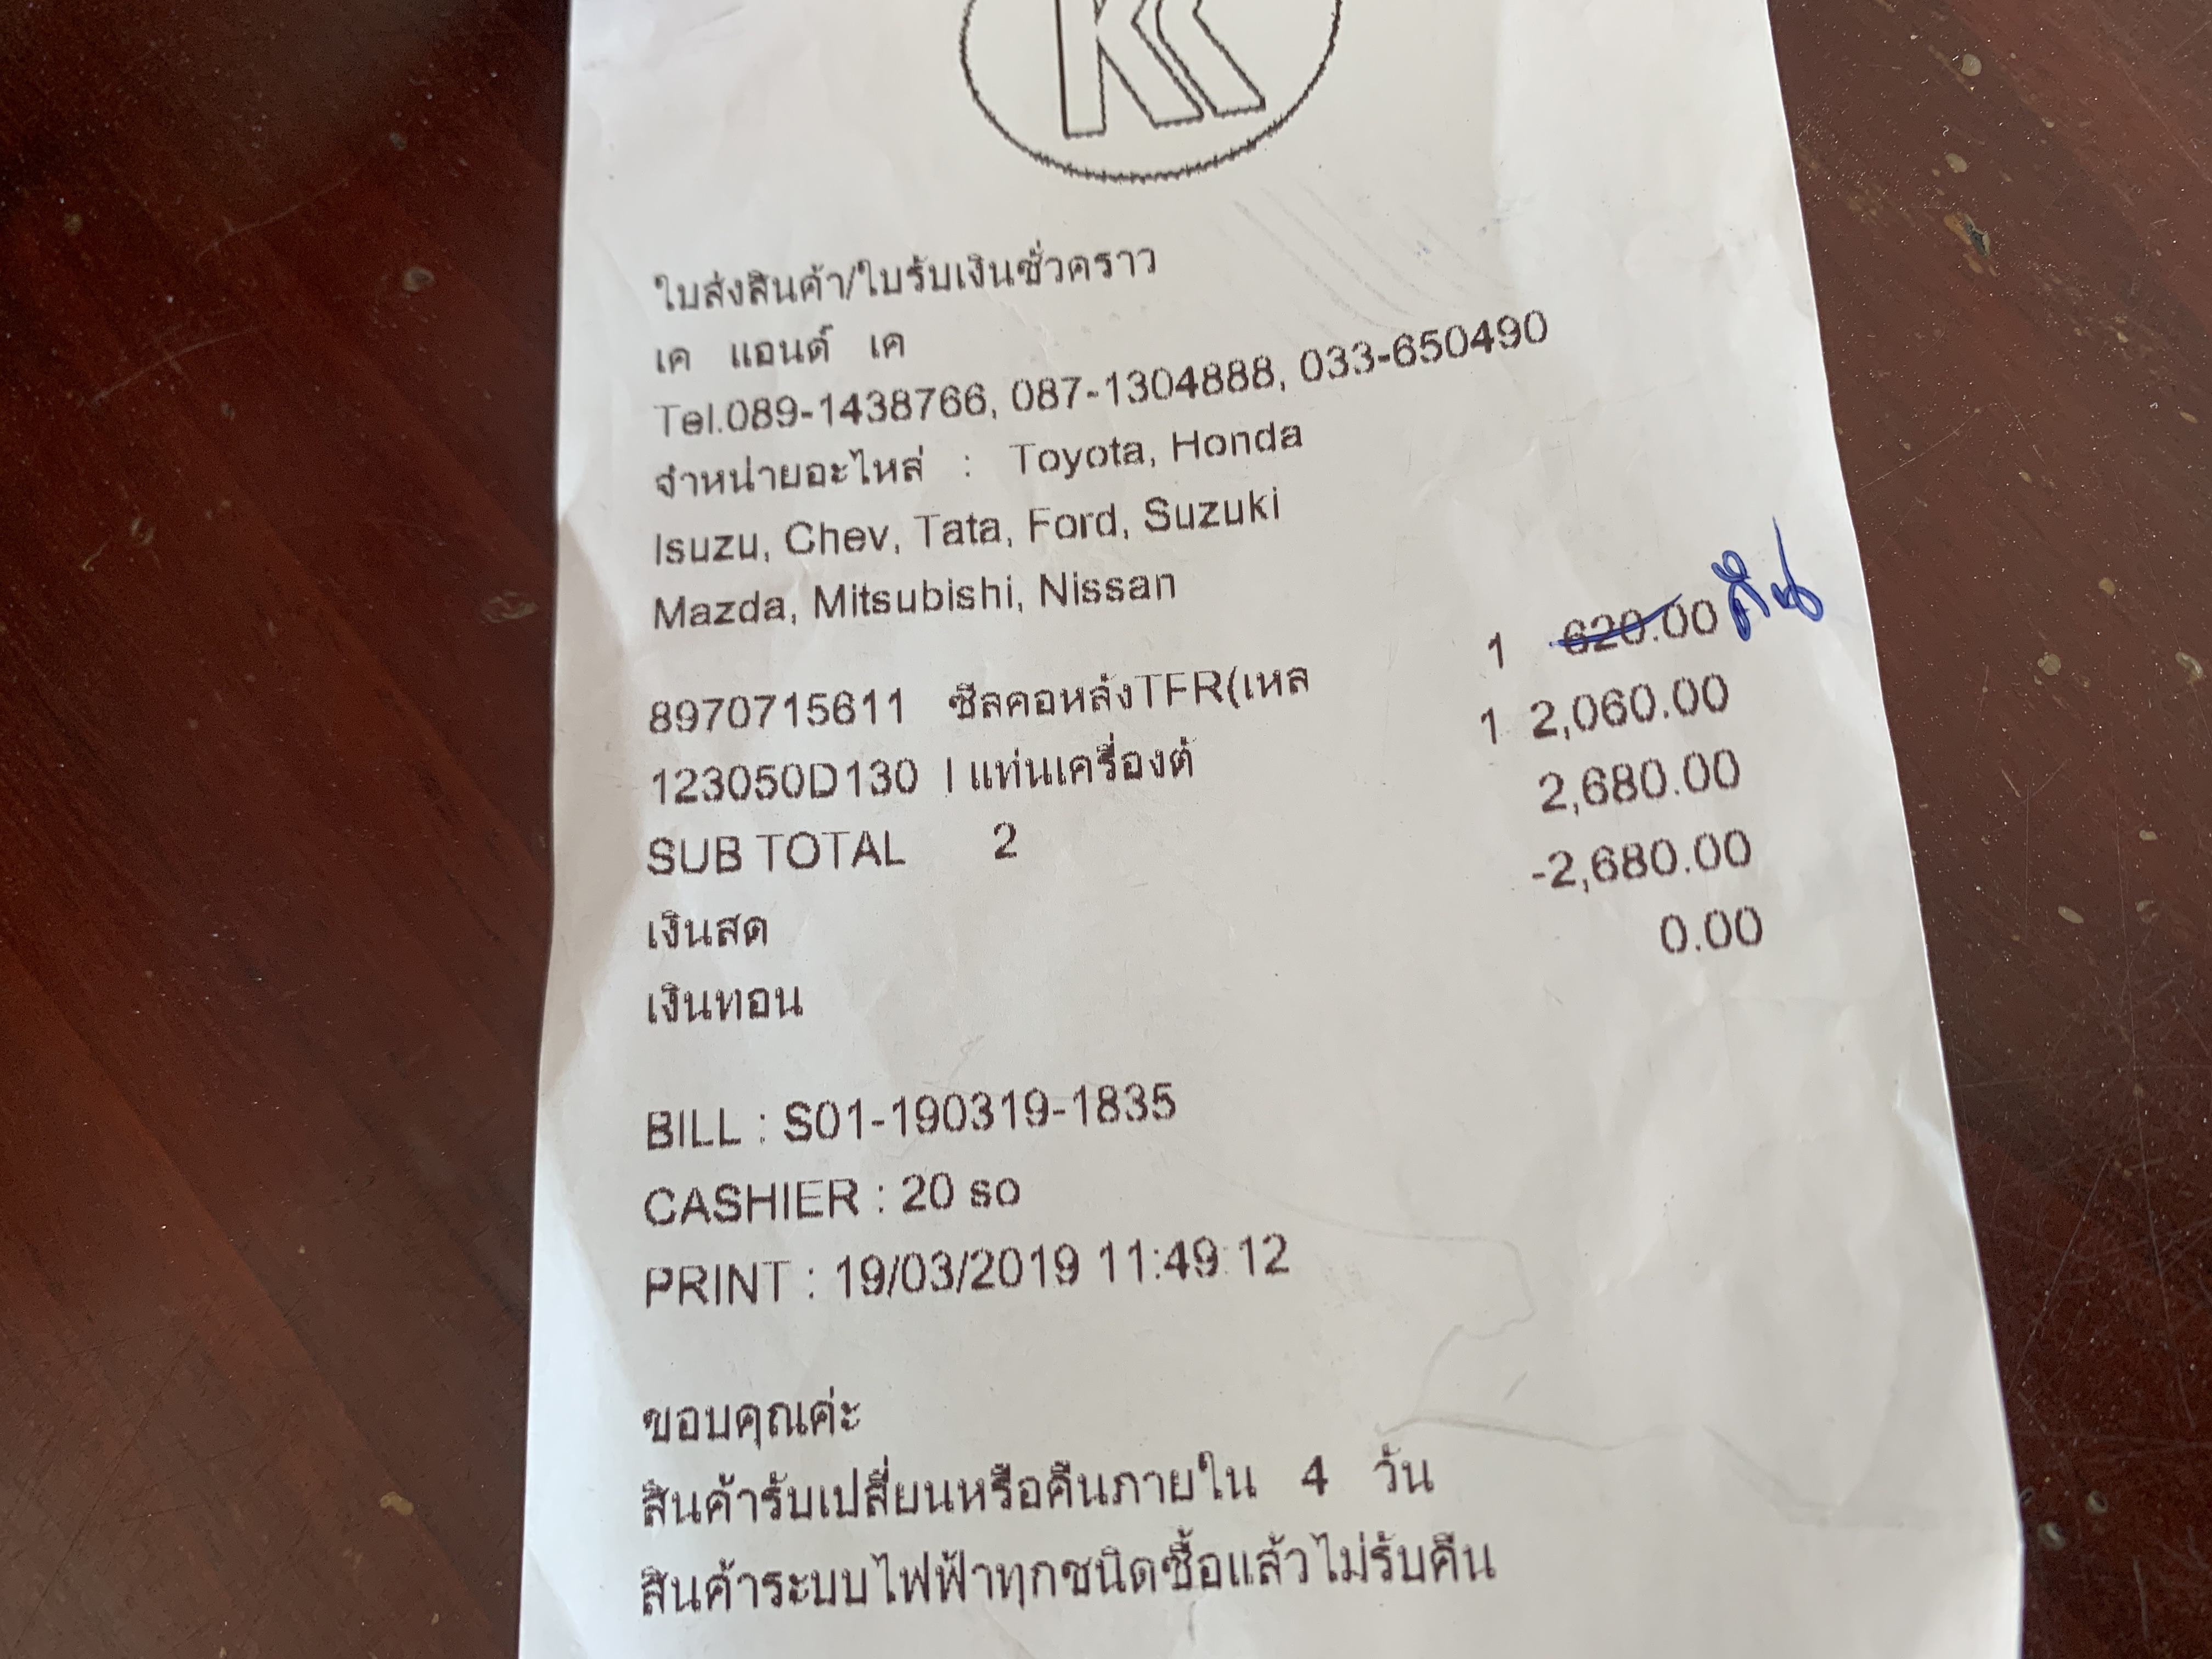 KK
ใบส่งสินค้า/ใบรับเงินชั่วคราว
เค แอนด์ เค
Tel.089-1438766, 087-1304888, 033-650490
จำหน่ายอะไหล่ : Toyota, Honda
Isuzu, Chev, Tata, Ford, Suzuki
Mazda, Mitsubishi, Nissan
8970715611 ซีลคอหลังTFR(เหล 1 620.00 คืน
123050D130 I แท่นเครื่องตั 1 2,060.00
SUB TOTAL 2 2,680.00
เงินสด -2,680.00
เงินทอน 0.00
BILL : S01-190319-1835
CASHIER : 20 so
PRINT : 19/03/2019 11:49:12
ขอบคุณค่ะ
สินค้ารับเปลี่ยนหรือคืนภายใน 4 วัน
สินค้าระบบไฟฟ้าทุกชนิดซื้อแล้วไม่รับคืน